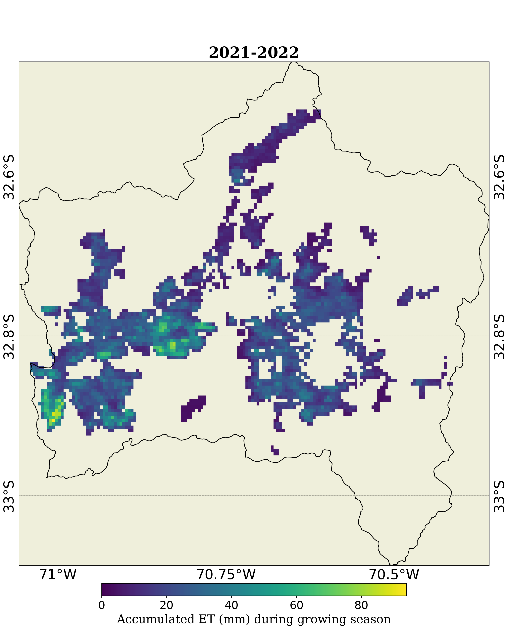 2021-2022
32.6°S
32.6°S
32.8°S
32.8°S
33°S
33°S
71°W
70.75°W
70.5°W
0
20
40
60
80
Accumulated ET (mm) during growing season